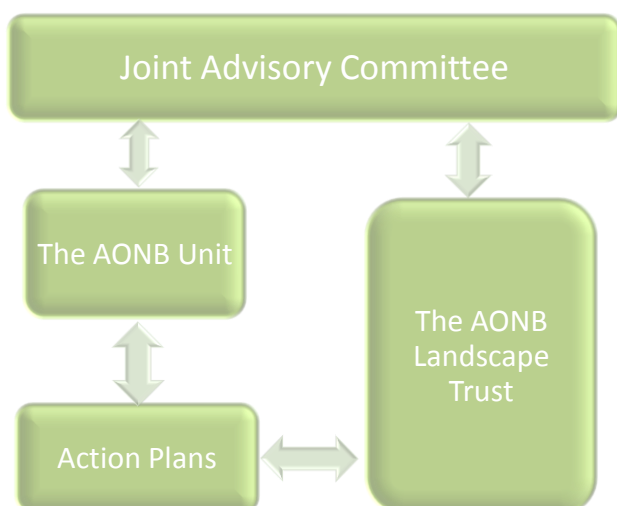 Joint Advisory Committee
The AONB Unit
The AONB
Landscape
Trust
Action Plans